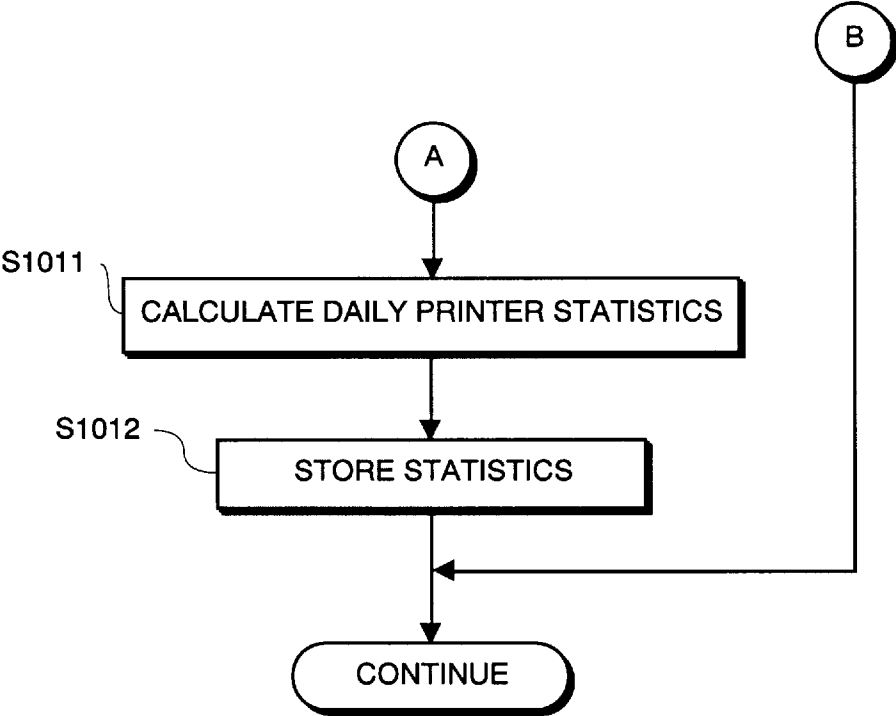 B
A
S1011
CALCULATE DAILY PRINTER STATISTICS
S1012
STORE STATISTICS
CONTINUE